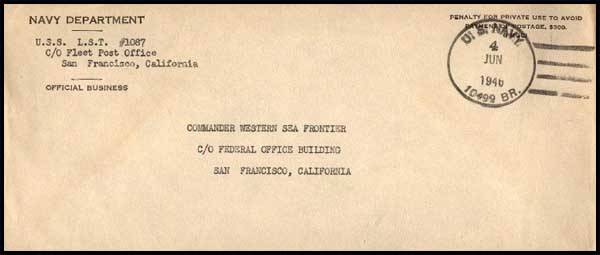 NAVY DEPARTMENT
U.S.S. L.S.T. #1087
C/O Fleet Post Office
San Francisco, California
OFFICIAL BUSINESS
PENALTY FOR PRIVATE USE TO AVOID
PAYMENT OF POSTAGE, $300.
U.S. NAVY
4
JUN
1946
10499 BR.
COMMANDER WESTERN SEA FRONTIER
C/O FEDERAL OFFICE BUILDING
SAN FRANCISCO, CALIFORNIA